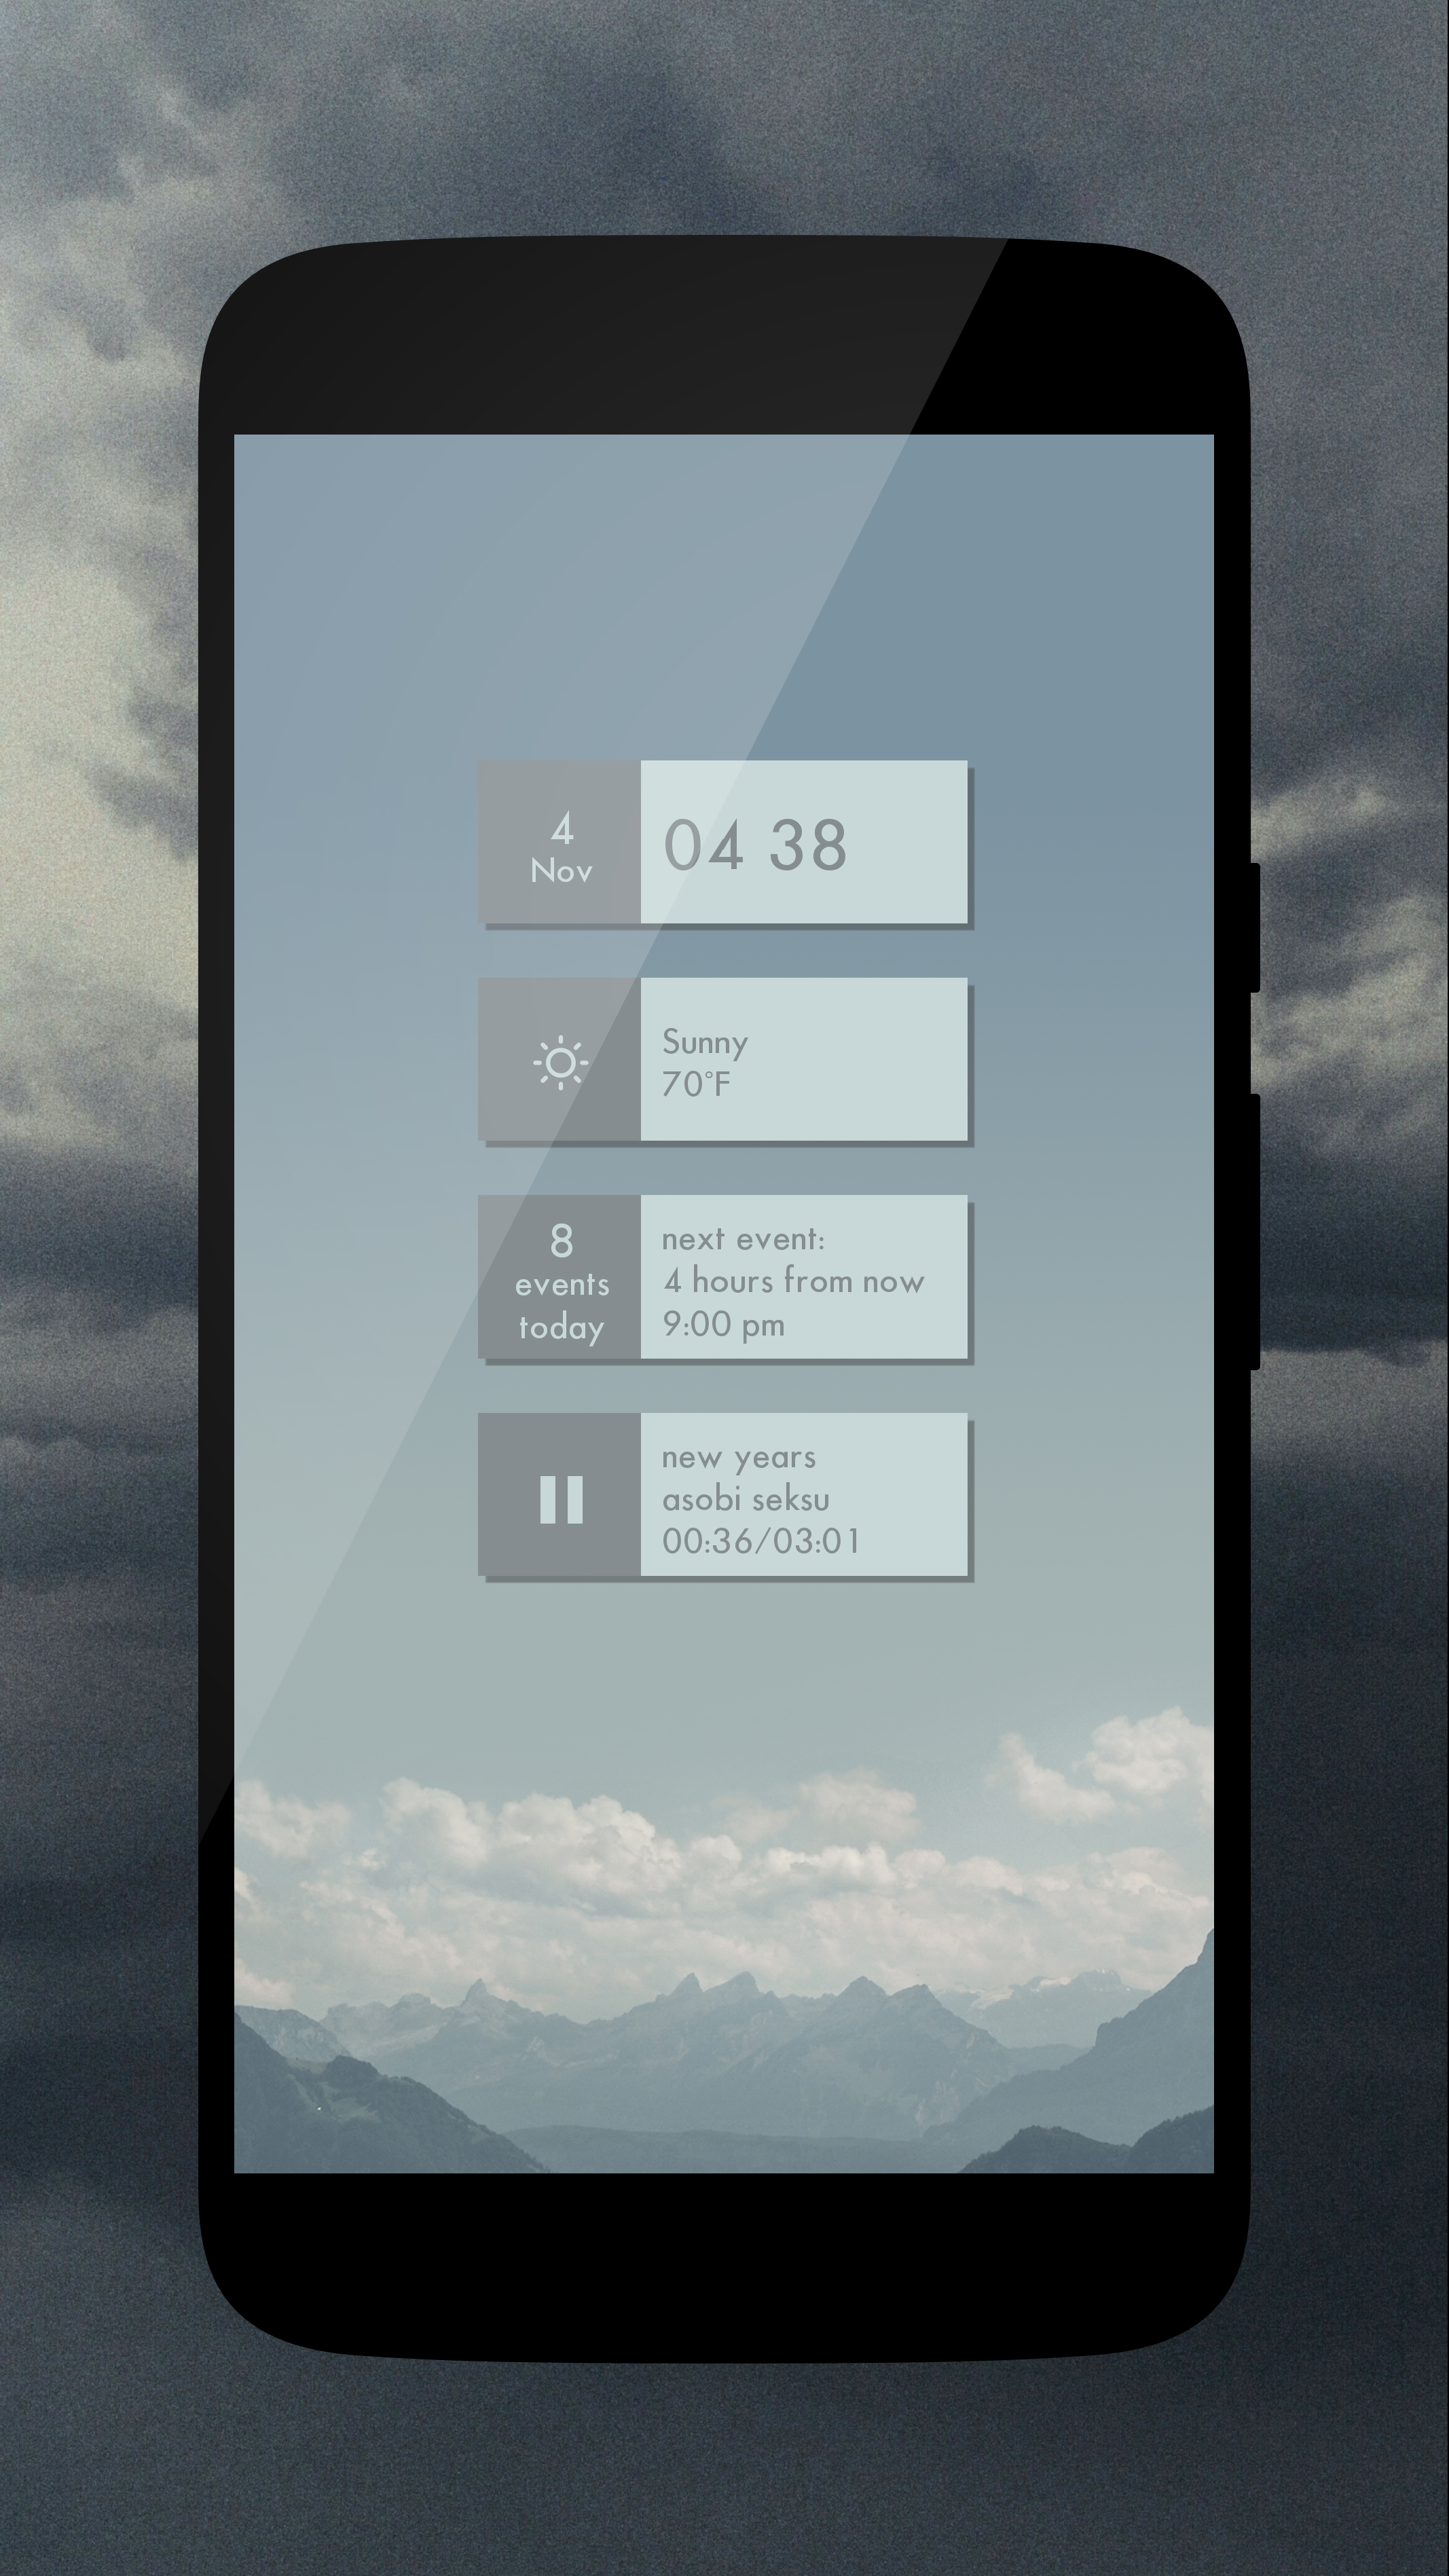 4
Nov
04 38
Sunny
70°F
8
events
today
next event:
4 hours from now
9:00 pm
new years
asobi seksu
00:36/03:01